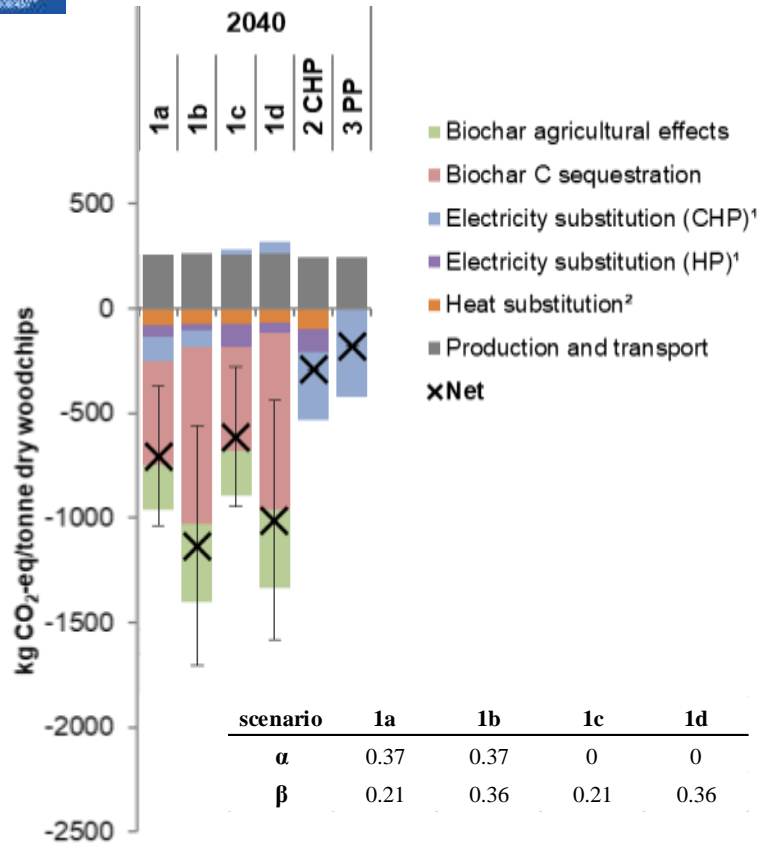 2040
1a 1b 1c 1d 2 CHP 3 PP
Biochar agricultural effects
Biochar C sequestration
Electricity substitution (CHP)¹
Electricity substitution (HP)¹
Heat substitution²
Production and transport
Net
kg CO₂-eq/tonne dry woodchips
500
0
-500
-1000
-1500
-2000
-2500
scenario 1a 1b 1c 1d
α 0.37 0.37 0 0
β 0.21 0.36 0.21 0.36